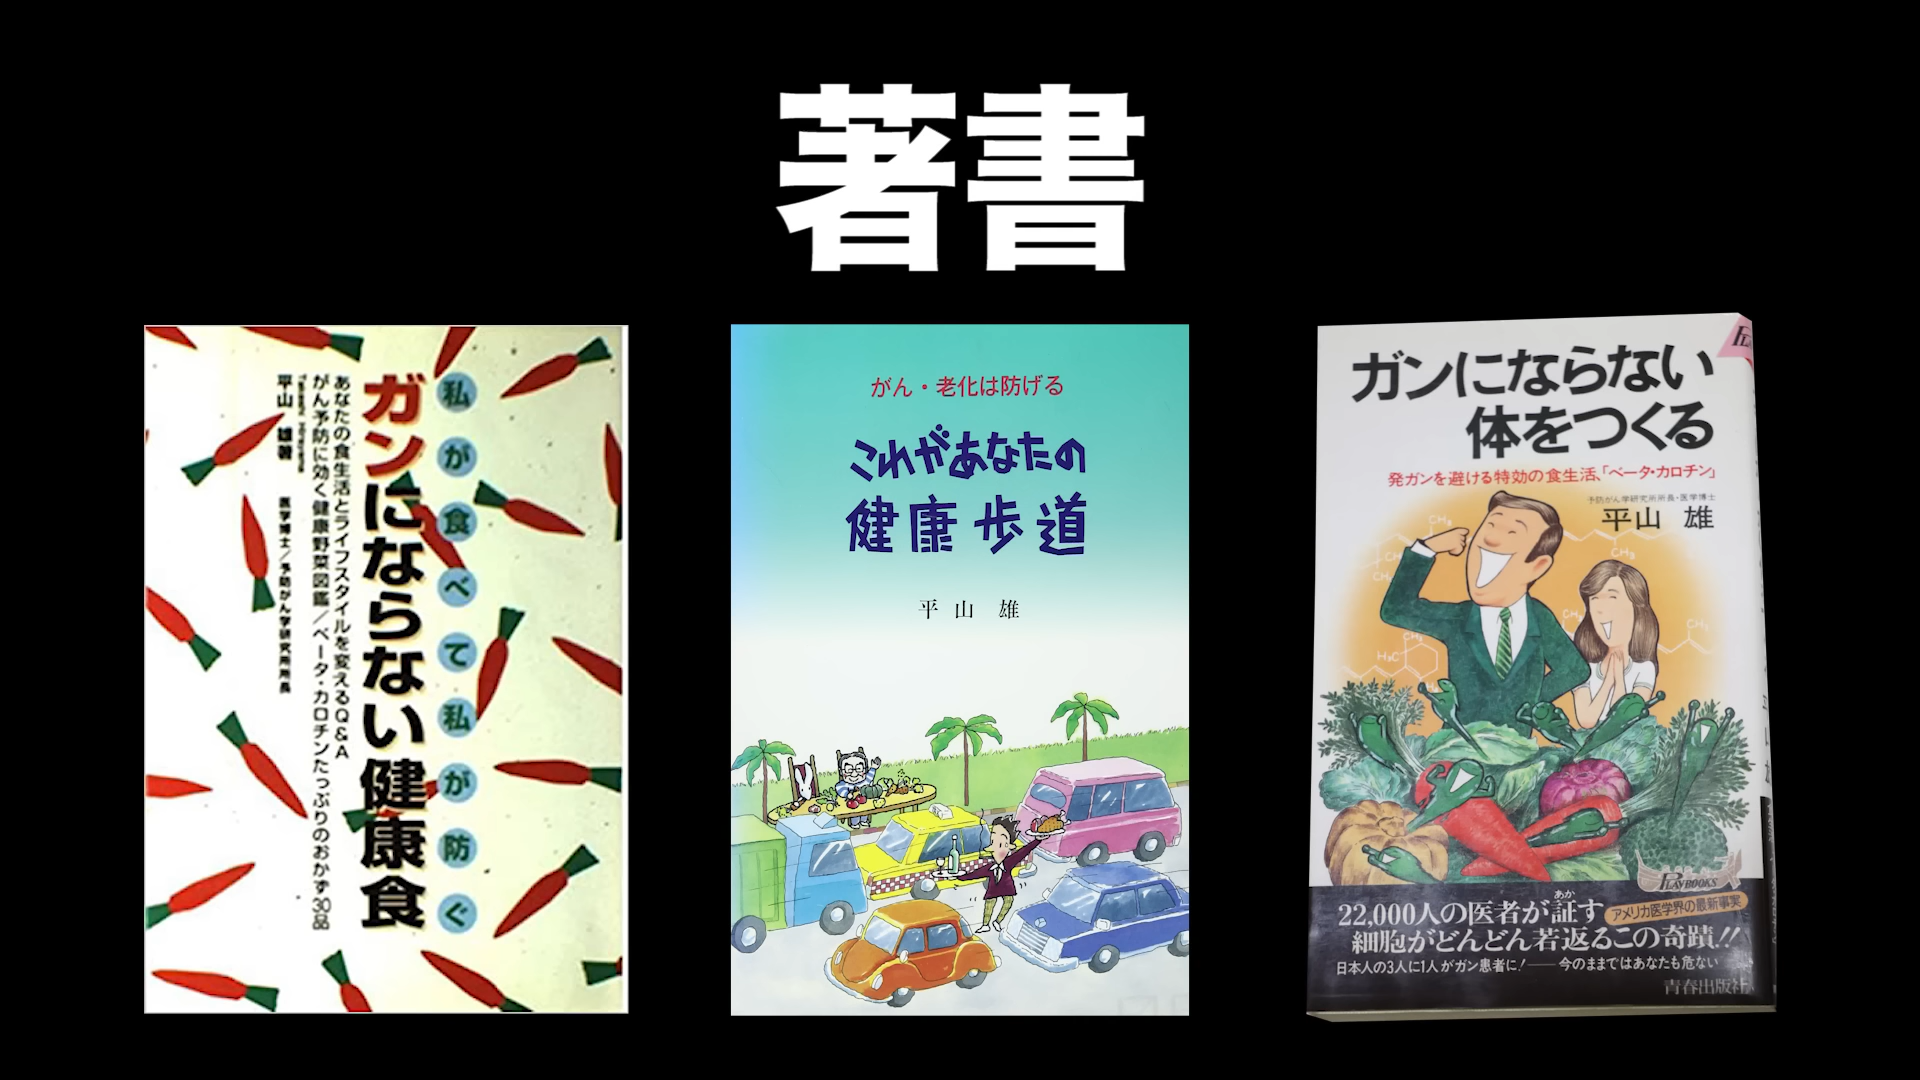 著書
私が食べて私が防ぐ
ガンにならない健康食
あなたの食生活とライフスタイルを変えるQ&A
がん予防に効く健康野菜図鑑／ベータ・カロチンたっぷりのおかず30品
平山 雄著
医学博士／予防がん学研究所所長
がん・老化は防げる
これがあなたの
健康歩道
平山 雄
ガンにならない
体をつくる
発ガンを避ける特効の食生活、「ベータ・カロチン」
予防がん学研究所所長・医学博士
平山 雄
CH₃
CH₃
CH₃
CH₃
CH₃
CH₃
CH₃
H₃C
PLAYBOOKS
22,000人の医者が証す
あか
アメリカ医学界の最新事実
細胞がどんどん若返るこの奇蹟!!
日本人の3人に1人がガン患者に!──今のままではあなたも危ない
青春出版社